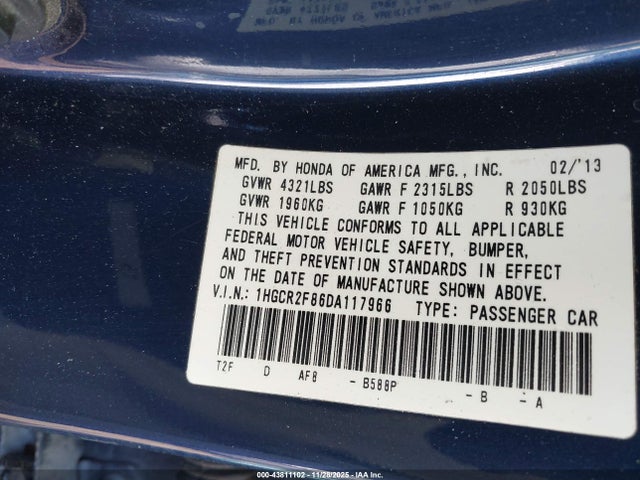 MFD. BY HONDA OF AMERICA MFG., INC. 02/'13
GVWR 4321LBS GAWR F 2315LBS R 2050LBS
GVWR 1960KG GAWR F 1050KG R 930KG
THIS VEHICLE CONFORMS TO ALL APPLICABLE
FEDERAL MOTOR VEHICLE SAFETY, BUMPER,
AND THEFT PREVENTION STANDARDS IN EFFECT
ON THE DATE OF MANUFACTURE SHOWN ABOVE.
V.I.N.: 1HGCR2F86DA117966 TYPE: PASSENGER CAR
T2F D AF8 - B588P - B - A
000-43811102 - 11/28/2025 - IAA Inc.